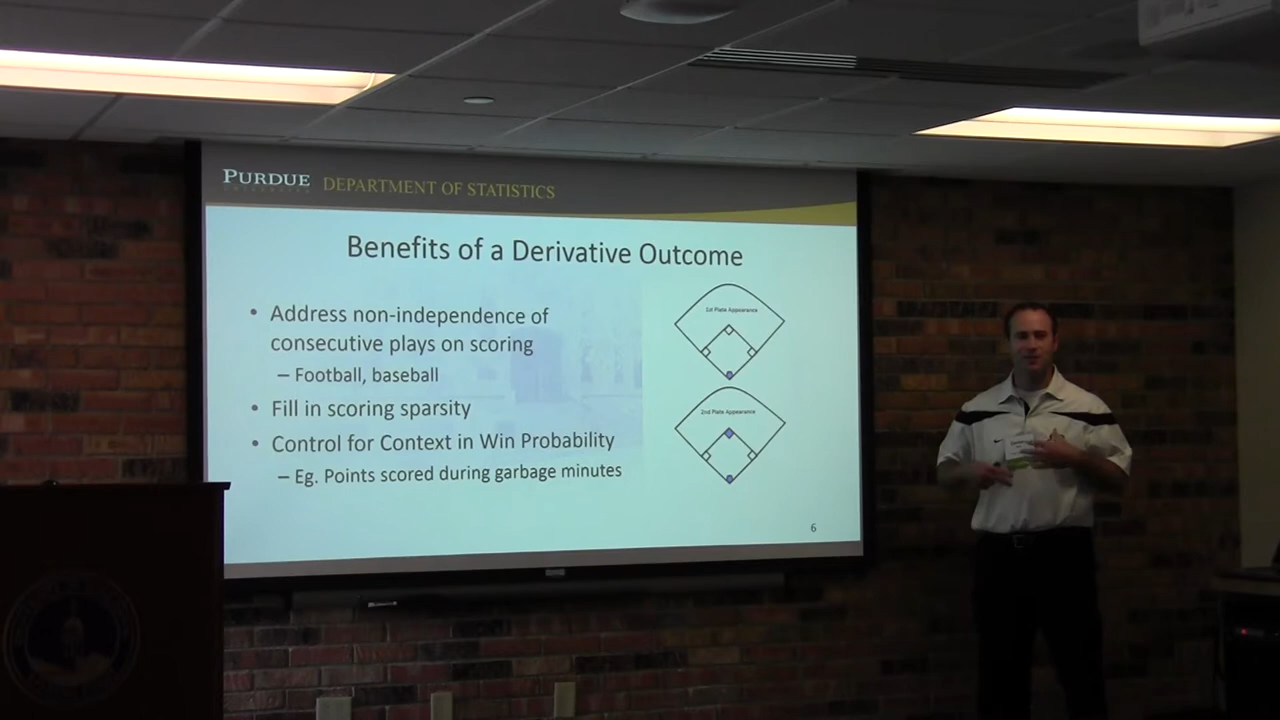 PURDUE DEPARTMENT OF STATISTICS
Benefits of a Derivative Outcome
• Address non-independence of
consecutive plays on scoring
– Football, baseball
• Fill in scoring sparsity
• Control for Context in Win Probability
– Eg. Points scored during garbage minutes
1st Plate Appearance
2nd Plate Appearance
6